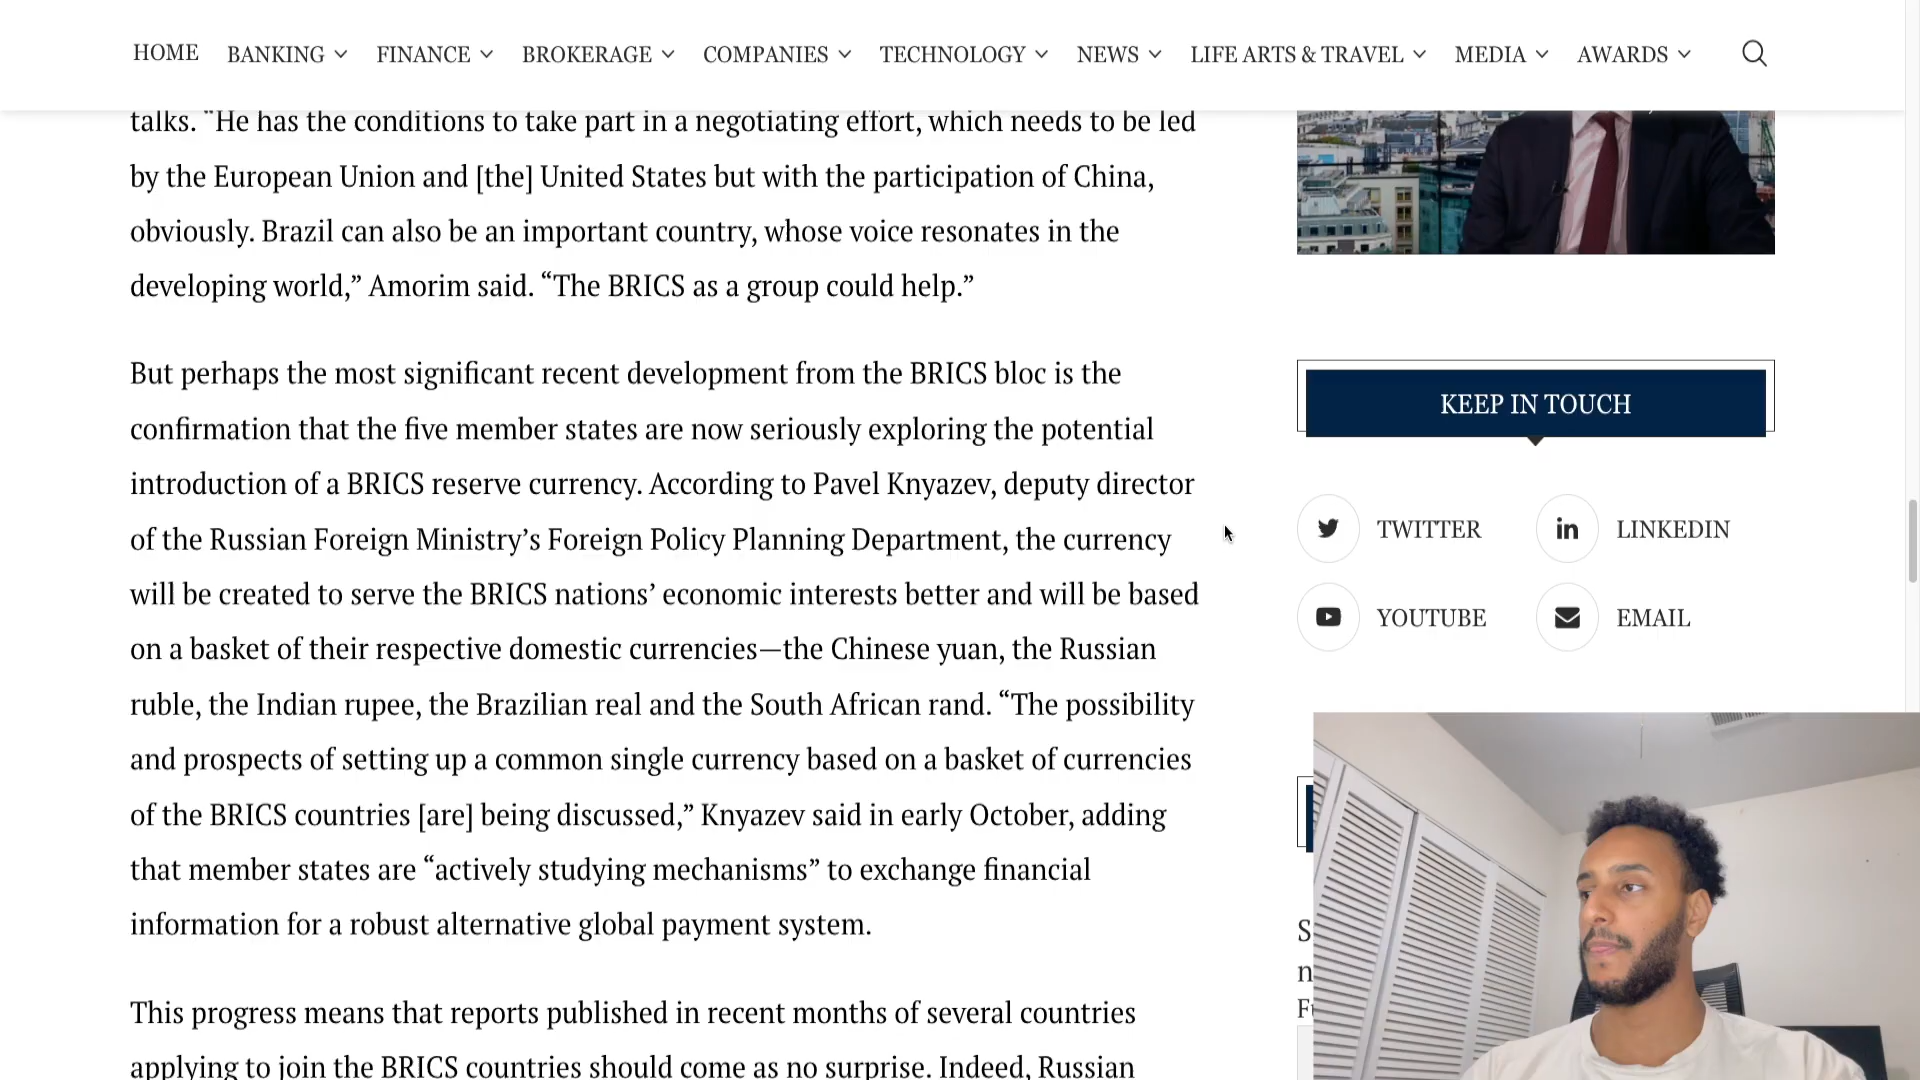 HOME BANKING FINANCE BROKERAGE COMPANIES TECHNOLOGY NEWS LIFE ARTS & TRAVEL MEDIA AWARDS
talks. “He has the conditions to take part in a negotiating effort, which needs to be led
by the European Union and [the] United States but with the participation of China,
obviously. Brazil can also be an important country, whose voice resonates in the
developing world,” Amorim said. “The BRICS as a group could help.”
But perhaps the most significant recent development from the BRICS bloc is the
confirmation that the five member states are now seriously exploring the potential
introduction of a BRICS reserve currency. According to Pavel Knyazev, deputy director
of the Russian Foreign Ministry’s Foreign Policy Planning Department, the currency
will be created to serve the BRICS nations’ economic interests better and will be based
on a basket of their respective domestic currencies—the Chinese yuan, the Russian
ruble, the Indian rupee, the Brazilian real and the South African rand. “The possibility
and prospects of setting up a common single currency based on a basket of currencies
of the BRICS countries [are] being discussed,” Knyazev said in early October, adding
that member states are “actively studying mechanisms” to exchange financial
information for a robust alternative global payment system.
This progress means that reports published in recent months of several countries
applying to join the BRICS countries should come as no surprise. Indeed, Russian
KEEP IN TOUCH
TWITTER LINKEDIN
YOUTUBE EMAIL